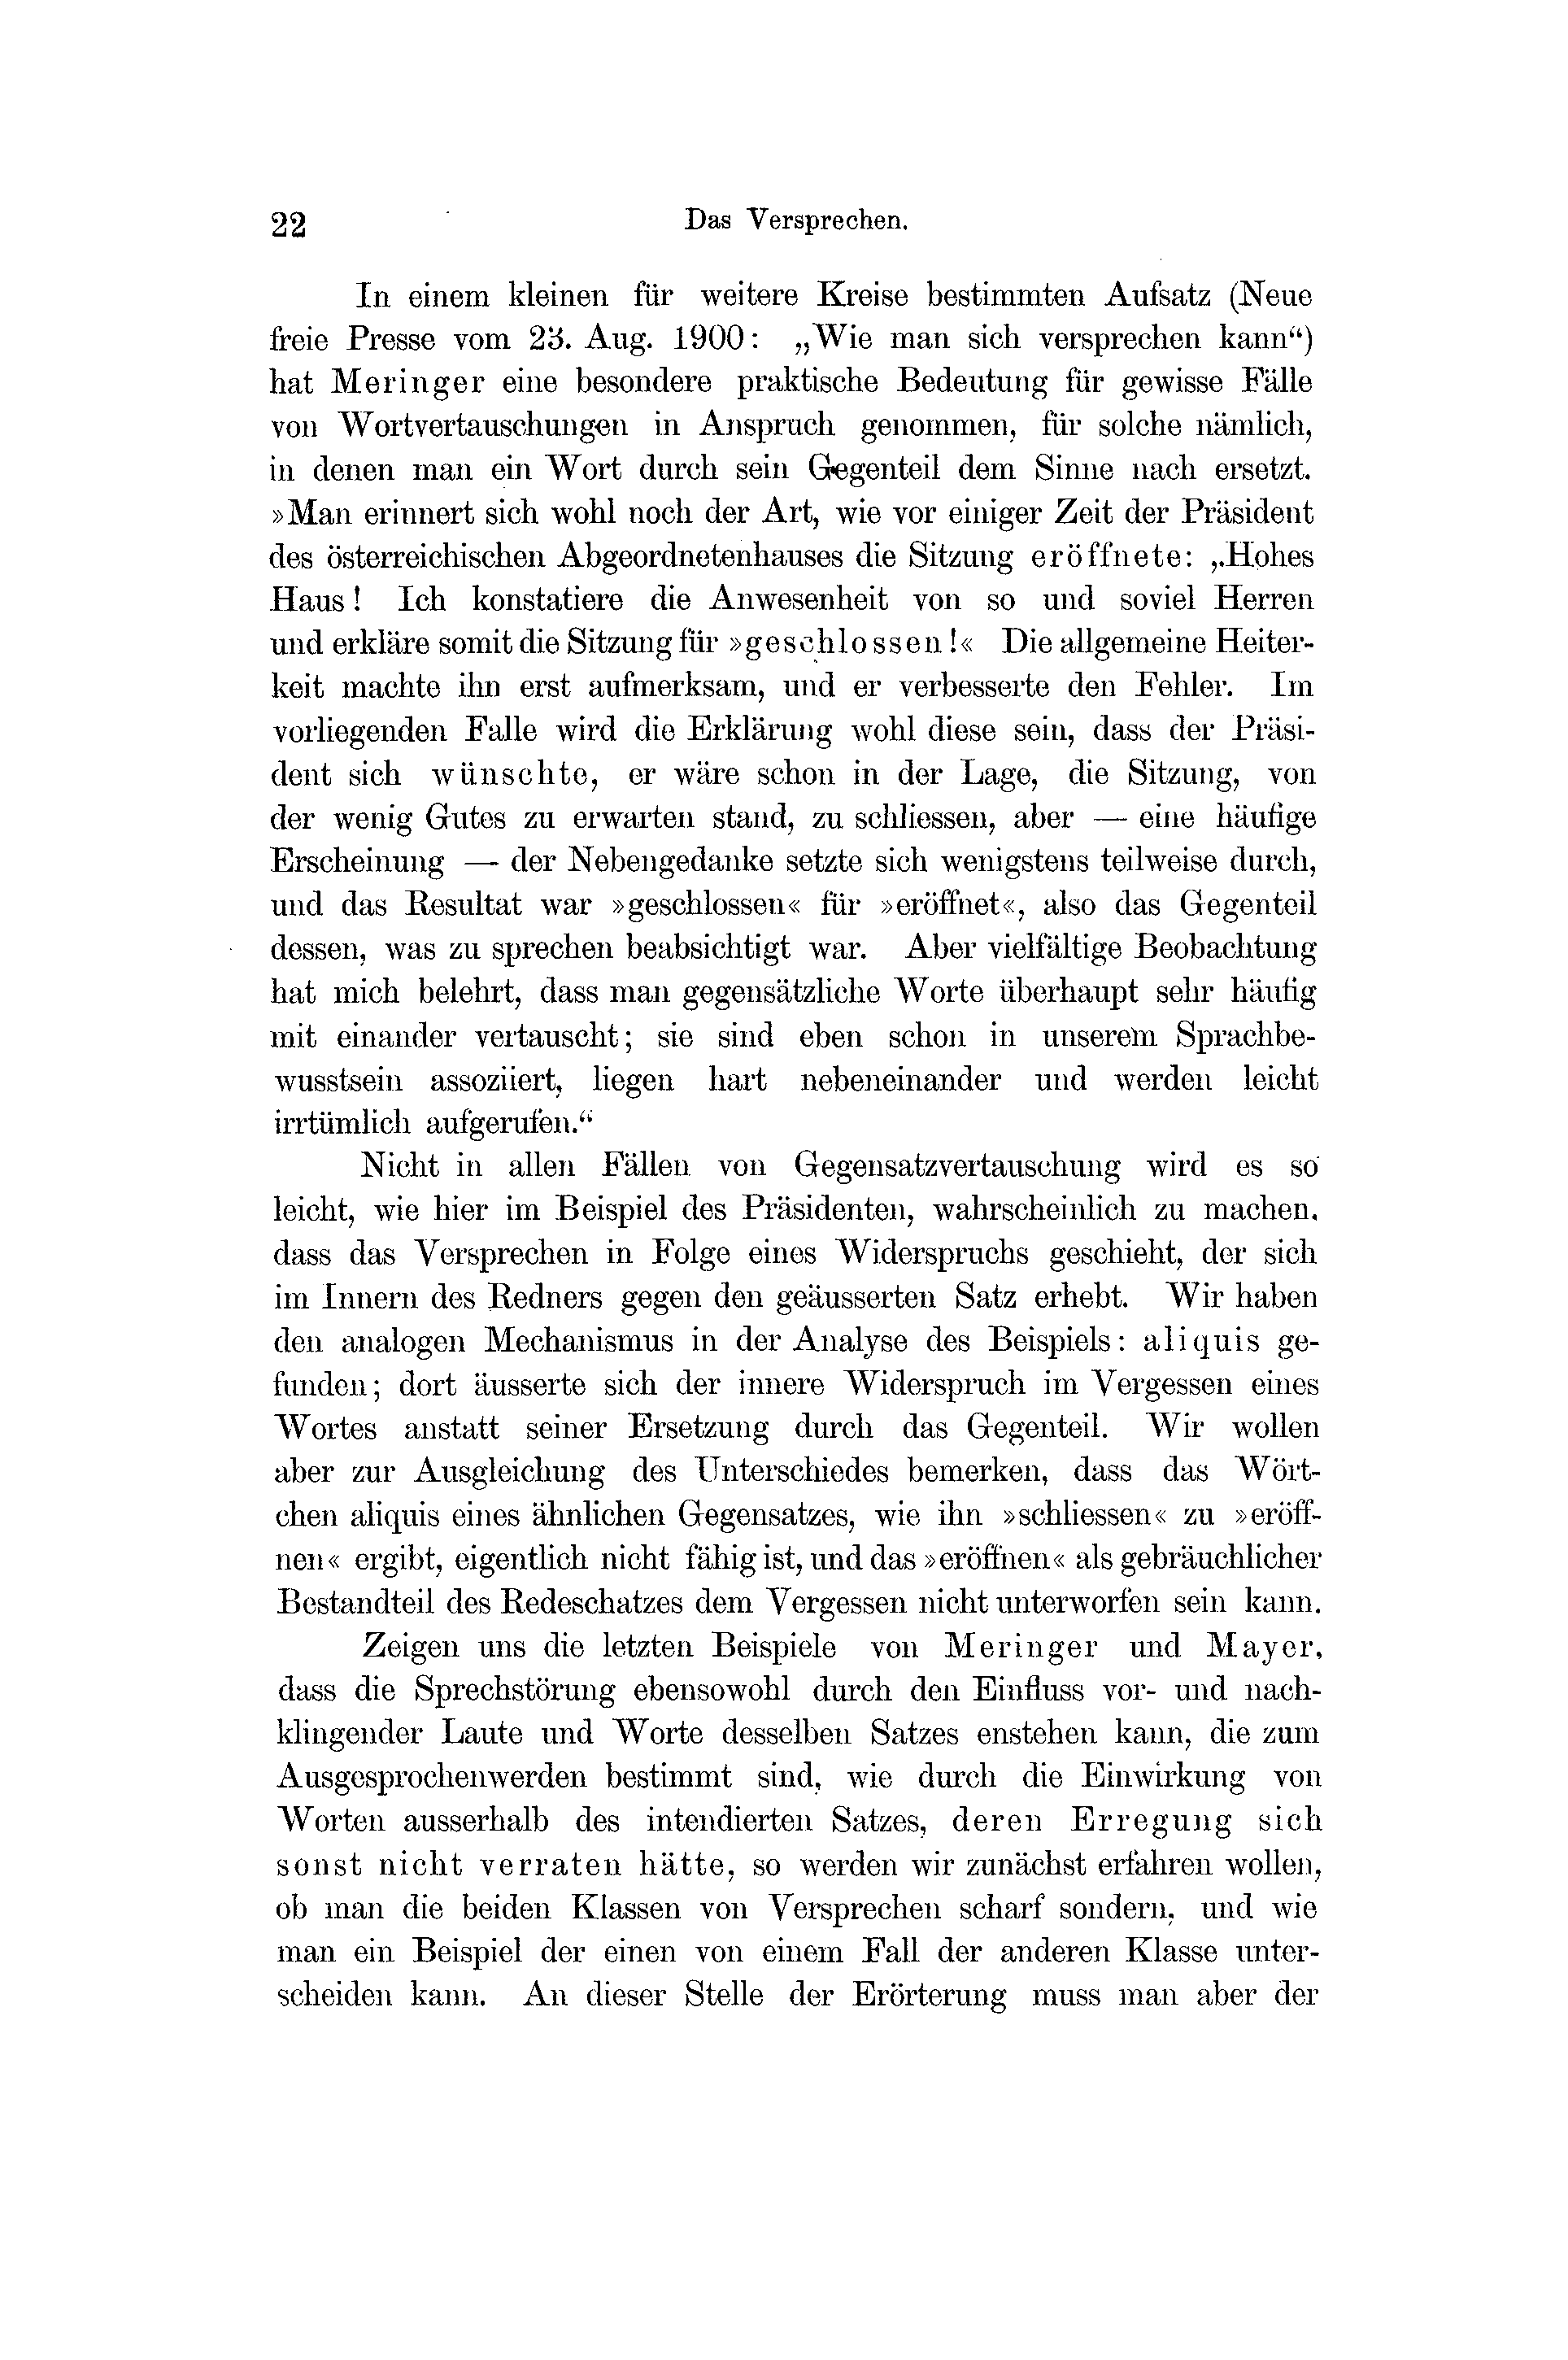 22
Das Versprechen.
In einem kleinen für weitere Kreise bestimmten Aufsatz (Neue
freie Presse vom 23. Aug. 1900: „Wie man sich versprechen kann“)
hat Meringer eine besondere praktische Bedeutung für gewisse Fälle
von Wortvertauschungen in Anspruch genommen, für solche nämlich,
in denen man ein Wort durch sein Gegenteil dem Sinne nach ersetzt.
»Man erinnert sich wohl noch der Art, wie vor einiger Zeit der Präsident
des österreichischen Abgeordnetenhauses die Sitzung eröffnete: „Hohes
Haus! Ich konstatiere die Anwesenheit von so und soviel Herren
und erkläre somit die Sitzung für »geschlossen!« Die allgemeine Heiter-
keit machte ihn erst aufmerksam, und er verbesserte den Fehler. Im
vorliegenden Falle wird die Erklärung wohl diese sein, dass der Präsi-
dent sich wünschte, er wäre schon in der Lage, die Sitzung, von
der wenig Gutes zu erwarten stand, zu schliessen, aber — eine häufige
Erscheinung — der Nebengedanke setzte sich wenigstens teilweise durch,
und das Resultat war »geschlossen« für »eröffnet«, also das Gegenteil
dessen, was zu sprechen beabsichtigt war. Aber vielfältige Beobachtung
hat mich belehrt, dass man gegensätzliche Worte überhaupt sehr häufig
mit einander vertauscht; sie sind eben schon in unserem Sprachbe-
wusstsein assoziiert, liegen hart nebeneinander und werden leicht
irrtümlich aufgerufen.“
Nicht in allen Fällen von Gegensatzvertauschung wird es so
leicht, wie hier im Beispiel des Präsidenten, wahrscheinlich zu machen,
dass das Versprechen in Folge eines Widerspruchs geschieht, der sich
im Innern des Redners gegen den geäusserten Satz erhebt. Wir haben
den analogen Mechanismus in der Analyse des Beispiels: aliquis ge-
funden; dort äusserte sich der innere Widerspruch im Vergessen eines
Wortes anstatt seiner Ersetzung durch das Gegenteil. Wir wollen
aber zur Ausgleichung des Unterschiedes bemerken, dass das Wört-
chen aliquis eines ähnlichen Gegensatzes, wie ihn »schliessen« zu »eröff-
nen« ergibt, eigentlich nicht fähig ist, und das »eröffnen« als gebräuchlicher
Bestandteil des Redeschatzes dem Vergessen nicht unterworfen sein kann.
Zeigen uns die letzten Beispiele von Meringer und Mayer,
dass die Sprechstörung ebensowohl durch den Einfluss vor- und nach-
klingender Laute und Worte desselben Satzes enstehen kann, die zum
Ausgesprochenwerden bestimmt sind, wie durch die Einwirkung von
Worten ausserhalb des intendierten Satzes, deren Erregung sich
sonst nicht verraten hätte, so werden wir zunächst erfahren wollen,
ob man die beiden Klassen von Versprechen scharf sondern, und wie
man ein Beispiel der einen von einem Fall der anderen Klasse unter-
scheiden kann. An dieser Stelle der Erörterung muss man aber der